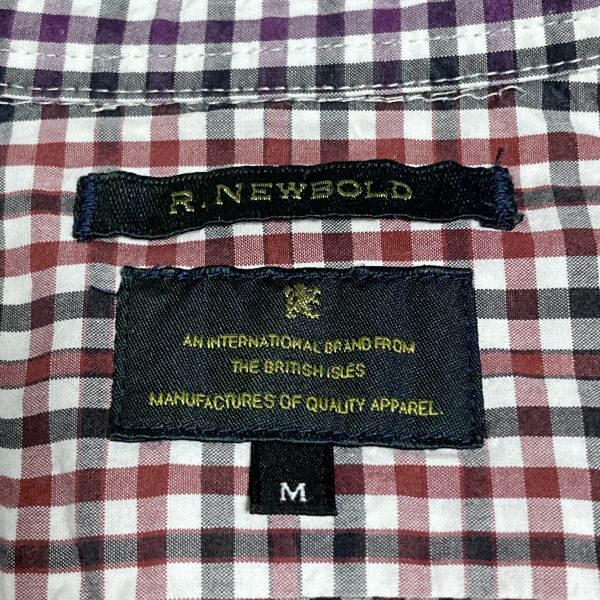 R. NEWBOLD
AN INTERNATIONAL BRAND FROM
THE BRITISH ISLES
MANUFACTURES OF QUALITY APPAREL.
M